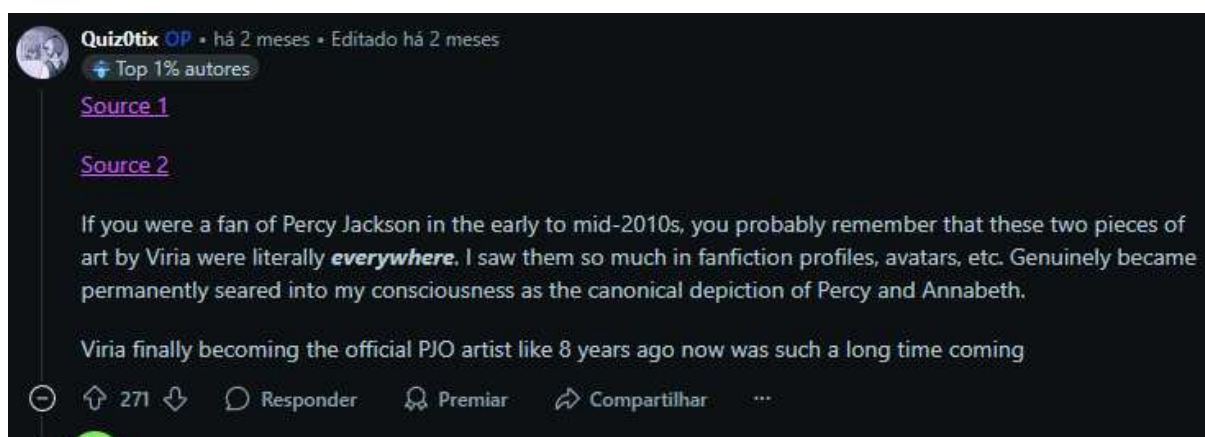 Quiz0tix OP • há 2 meses • Editado há 2 meses
Top 1% autores
Source 1
Source 2
If you were a fan of Percy Jackson in the early to mid-2010s, you probably remember that these two pieces of
art by Viria were literally everywhere. I saw them so much in fanfiction profiles, avatars, etc. Genuinely became
permanently seared into my consciousness as the canonical depiction of Percy and Annabeth.
Viria finally becoming the official PJO artist like 8 years ago now was such a long time coming
271 Responder Premiar Compartilhar ...